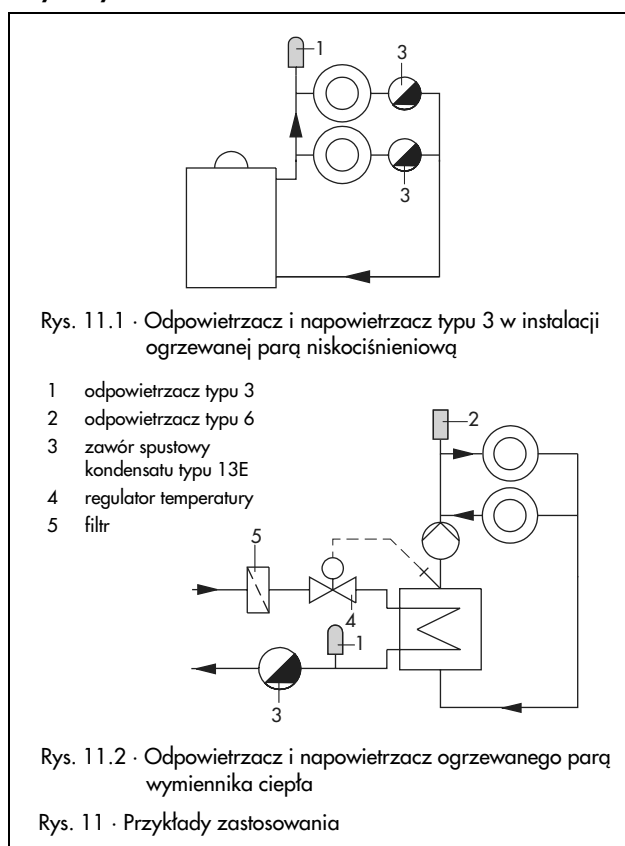 1
3
3
Rys. 11.1 · Odpowietrzacz i napowietrzacz typu 3 w instalacji
ogrzewanej parą niskociśnieniową
1 odpowietrzacz typu 3
2 odpowietrzacz typu 6
3 zawór spustowy
kondensatu typu 13E
4 regulator temperatury
5 filtr
2
5
4
1
3
Rys. 11.2 · Odpowietrzacz i napowietrzacz ogrzewanego parą
wymiennika ciepła
Rys. 11 · Przykłady zastosowania